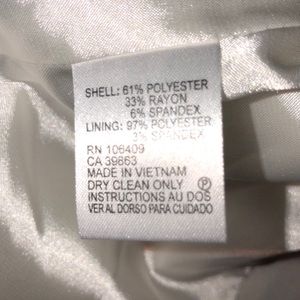 SHELL: 61% POLYESTER
33% RAYON
6% SPANDEX
LINING: 97% POLYESTER
3% SPANDEX
RN 106409
CA 39863
MADE IN VIETNAM
DRY CLEAN ONLY Ⓟ
INSTRUCTIONS AU DOS
VER AL DORSO PARA CUIDADO